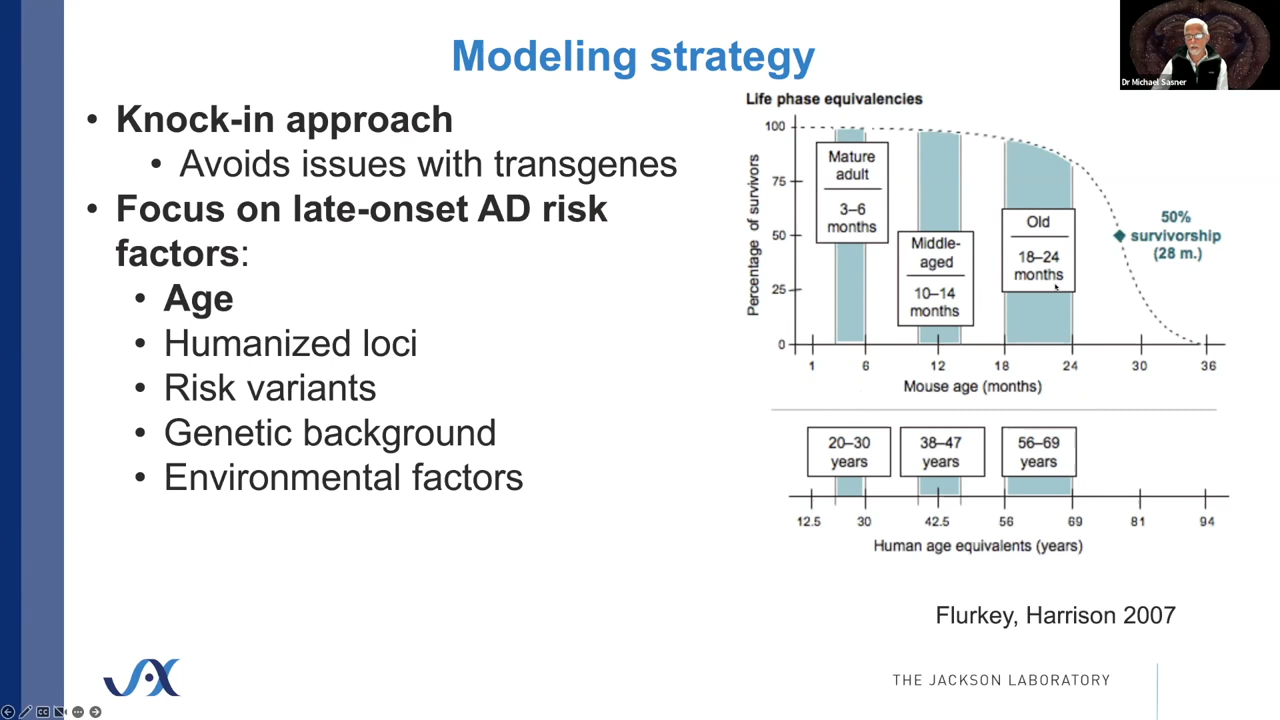 Modeling strategy
Dr Michael Sasner
• Knock-in approach
• Avoids issues with transgenes
• Focus on late-onset AD risk
factors:
• Age
• Humanized loci
• Risk variants
• Genetic background
• Environmental factors
Life phase equivalencies
Percentage of survivors
100
75
50
25
0
Mature
adult
3–6
months
Middle-
aged
10–14
months
Old
18–24
months
50%
survivorship
(28 m.)
1 6 12 18 24 30 36
Mouse age (months)
20–30
years
38–47
years
56–69
years
12.5 30 42.5 56 69 81 94
Human age equivalents (years)
Flurkey, Harrison 2007
JAX
THE JACKSON LABORATORY
CC